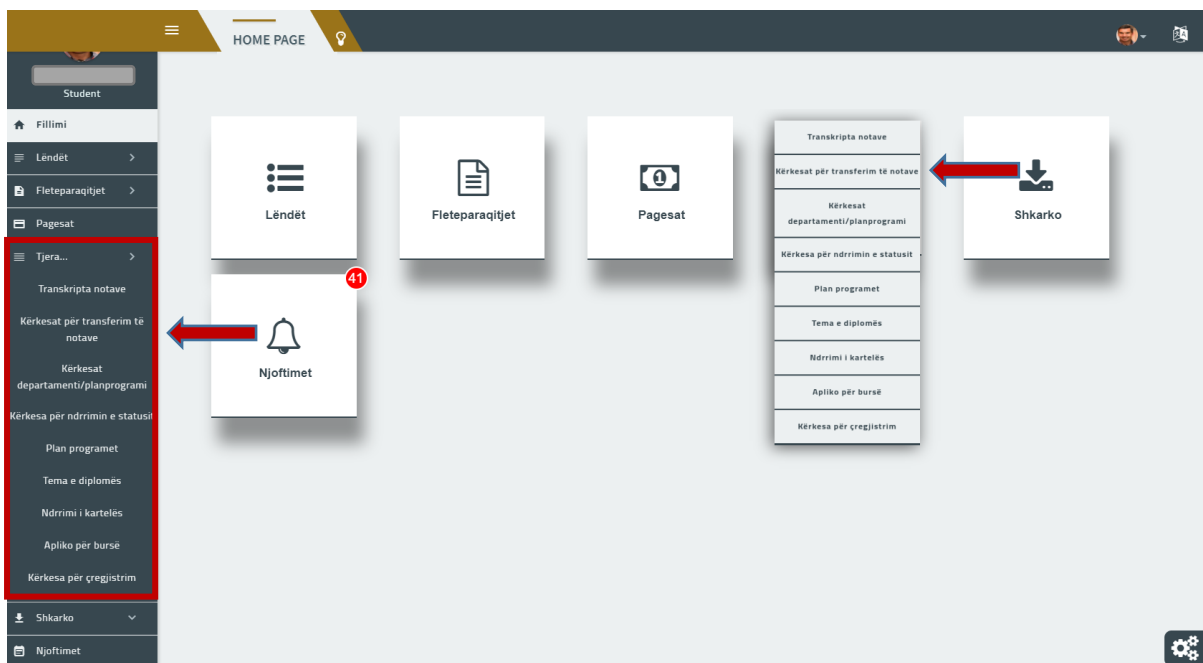 HOME PAGE
Student
Fillimi
Lëndët
Fleteparaqitjet
Pagesat
Tjera...
Transkripta notave
Kërkesat për transferim të
notave
Kërkesat
departamenti/planprogrami
Kërkesa për ndrrimin e statusit
Plan programet
Tema e diplomës
Ndrrimi i kartelës
Apliko për bursë
Kërkesa për çregjistrim
Shkarko
Njoftimet
Lëndët
Fleteparaqitjet
1
Pagesat
Transkripta notave
Kërkesat për transferim të notave
Kërkesat
departamenti/planprogrami
Kërkesa për ndrrimin e statusit
Plan programet
Tema e diplomës
Ndrrimi i kartelës
Apliko për bursë
Kërkesa për çregjistrim
Shkarko
41
Njoftimet